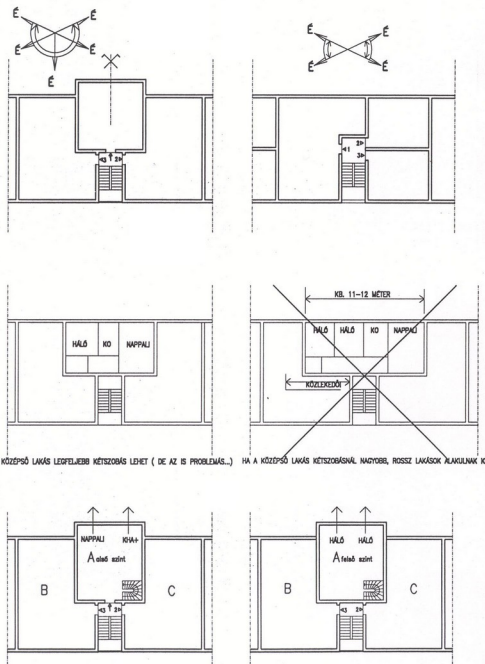 É
É
É
É
É
É
É
É
É
3 2
1 2
3
KB. 11-12 MÉTER
HÁLÓ KO NAPPALI
HÁLÓ HÁLÓ KO NAPPALI
KÖZLEKEDŐI
KÖZÉPSŐ LAKÁS LEGFELJEBB KÉTSZOBÁS LEHET ( DE AZ IS PROBLÉMÁS...)
HA A KÖZÉPSŐ LAKÁS KÉTSZOBÁSNÁL NAGYOBB, ROSSZ LAKÁSOK ALAKULNAK K
NAPPALI KHA+
A alsó szint
B C
3 2
HÁLÓ HÁLÓ
A felső szint
B C
3 2